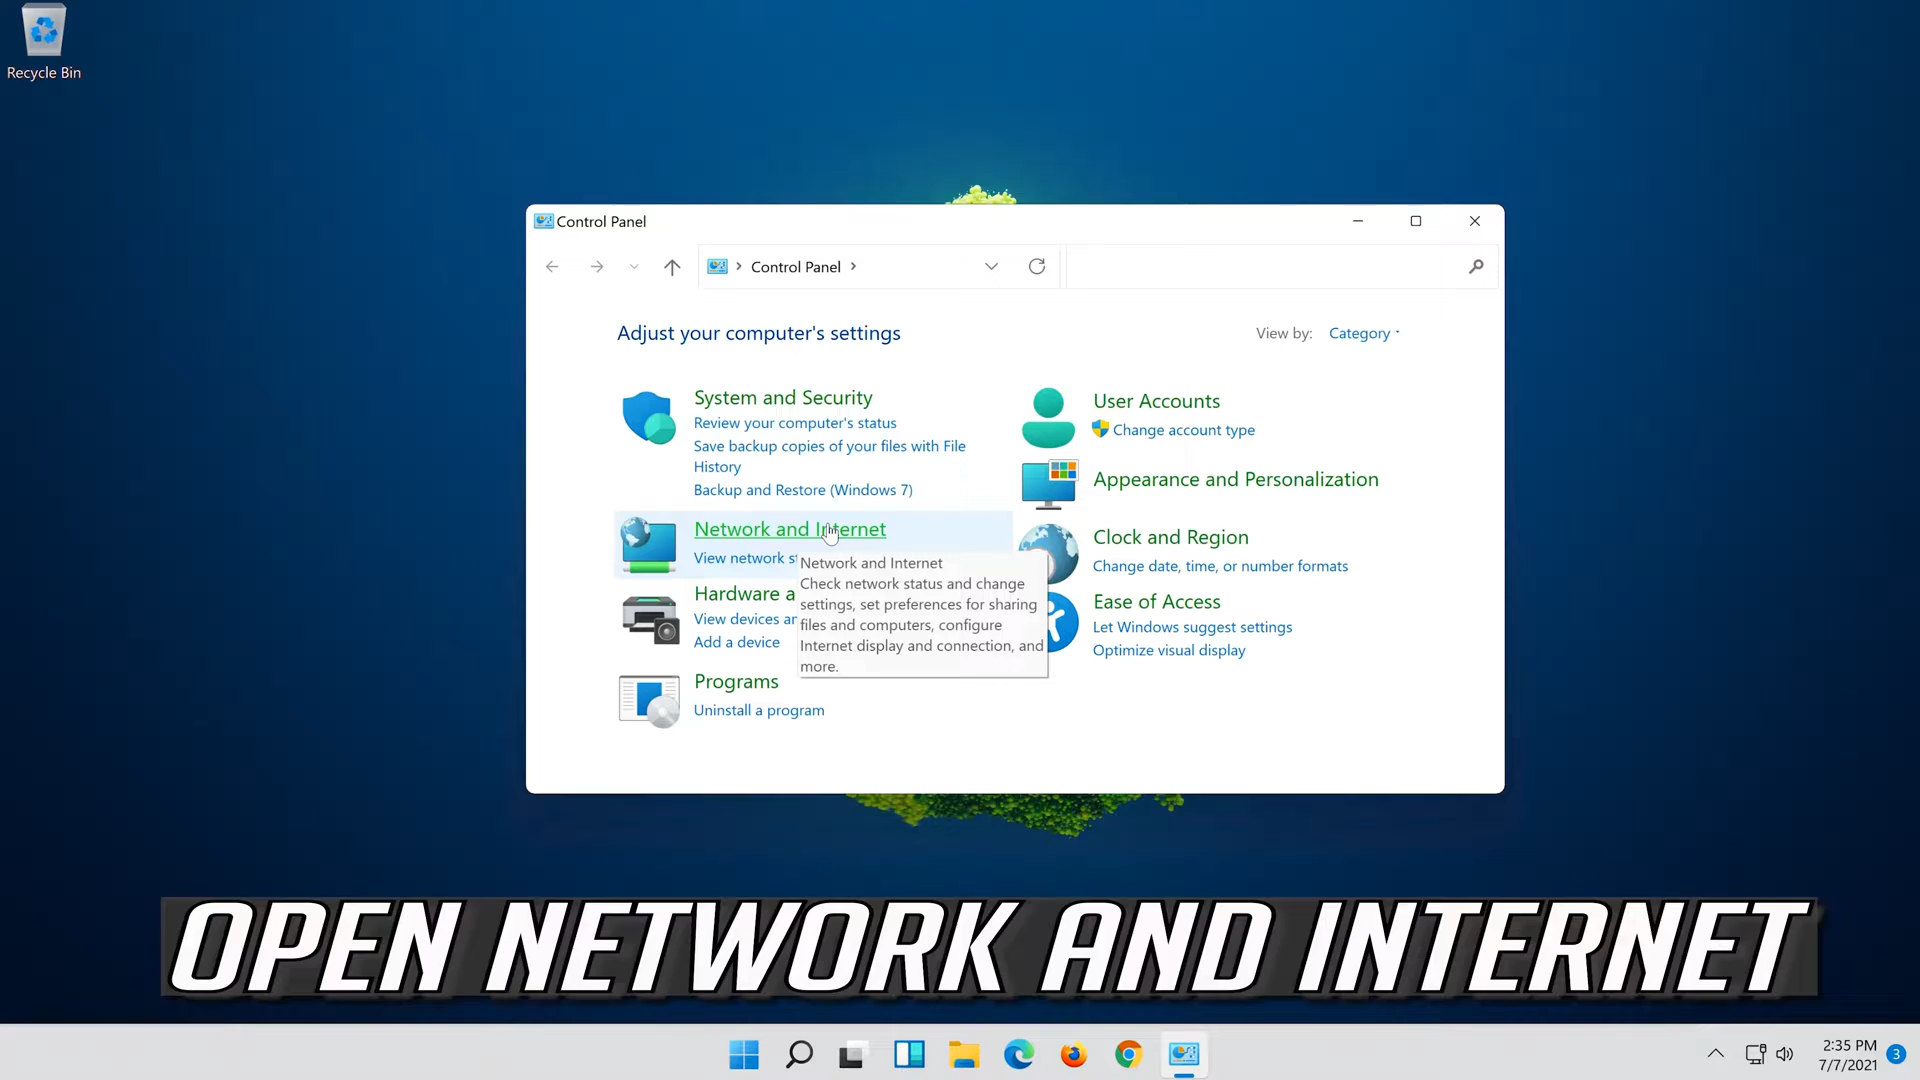 Recycle Bin
Control Panel
Control Panel
Adjust your computer's settings
View by: Category
System and Security
Review your computer's status
Save backup copies of your files with File
History
Backup and Restore (Windows 7)
Network and Internet
View network
Hardware
View devices
Add a device
Programs
Uninstall a program
Network and Internet
Check network status and change
settings, set preferences for sharing
files and computers, configure
Internet display and connection, and
more.
User Accounts
Change account type
Appearance and Personalization
Clock and Region
Change date, time, or number formats
Ease of Access
Let Windows suggest settings
Optimize visual display
OPEN NETWORK AND INTERNET
2:35 PM
7/7/2021
3